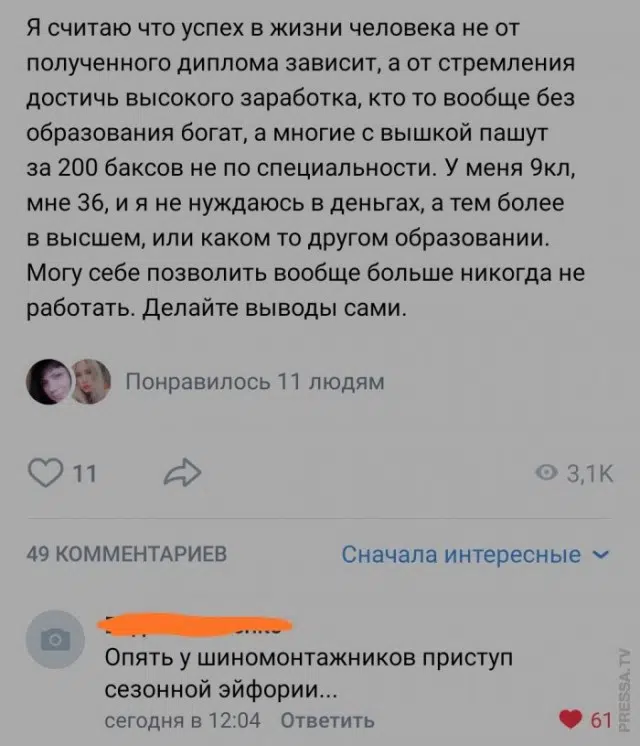 Я считаю что успех в жизни человека не от
полученного диплома зависит, а от стремления
достичь высокого заработка, кто то вообще без
образования богат, а многие с вышкой пашут
за 200 баксов не по специальности. У меня 9кл,
мне 36, и я не нуждаюсь в деньгах, а тем более
в высшем, или каком то другом образовании.
Могу себе позволить вообще больше никогда не
работать. Делайте выводы сами.
Понравилось 11 людям
11
3,1К
49 КОММЕНТАРИЕВ
Сначала интересные
Опять у шиномонтажников приступ
сезонной эйфории...
сегодня в 12:04 Ответить
61
PRESSA.TV